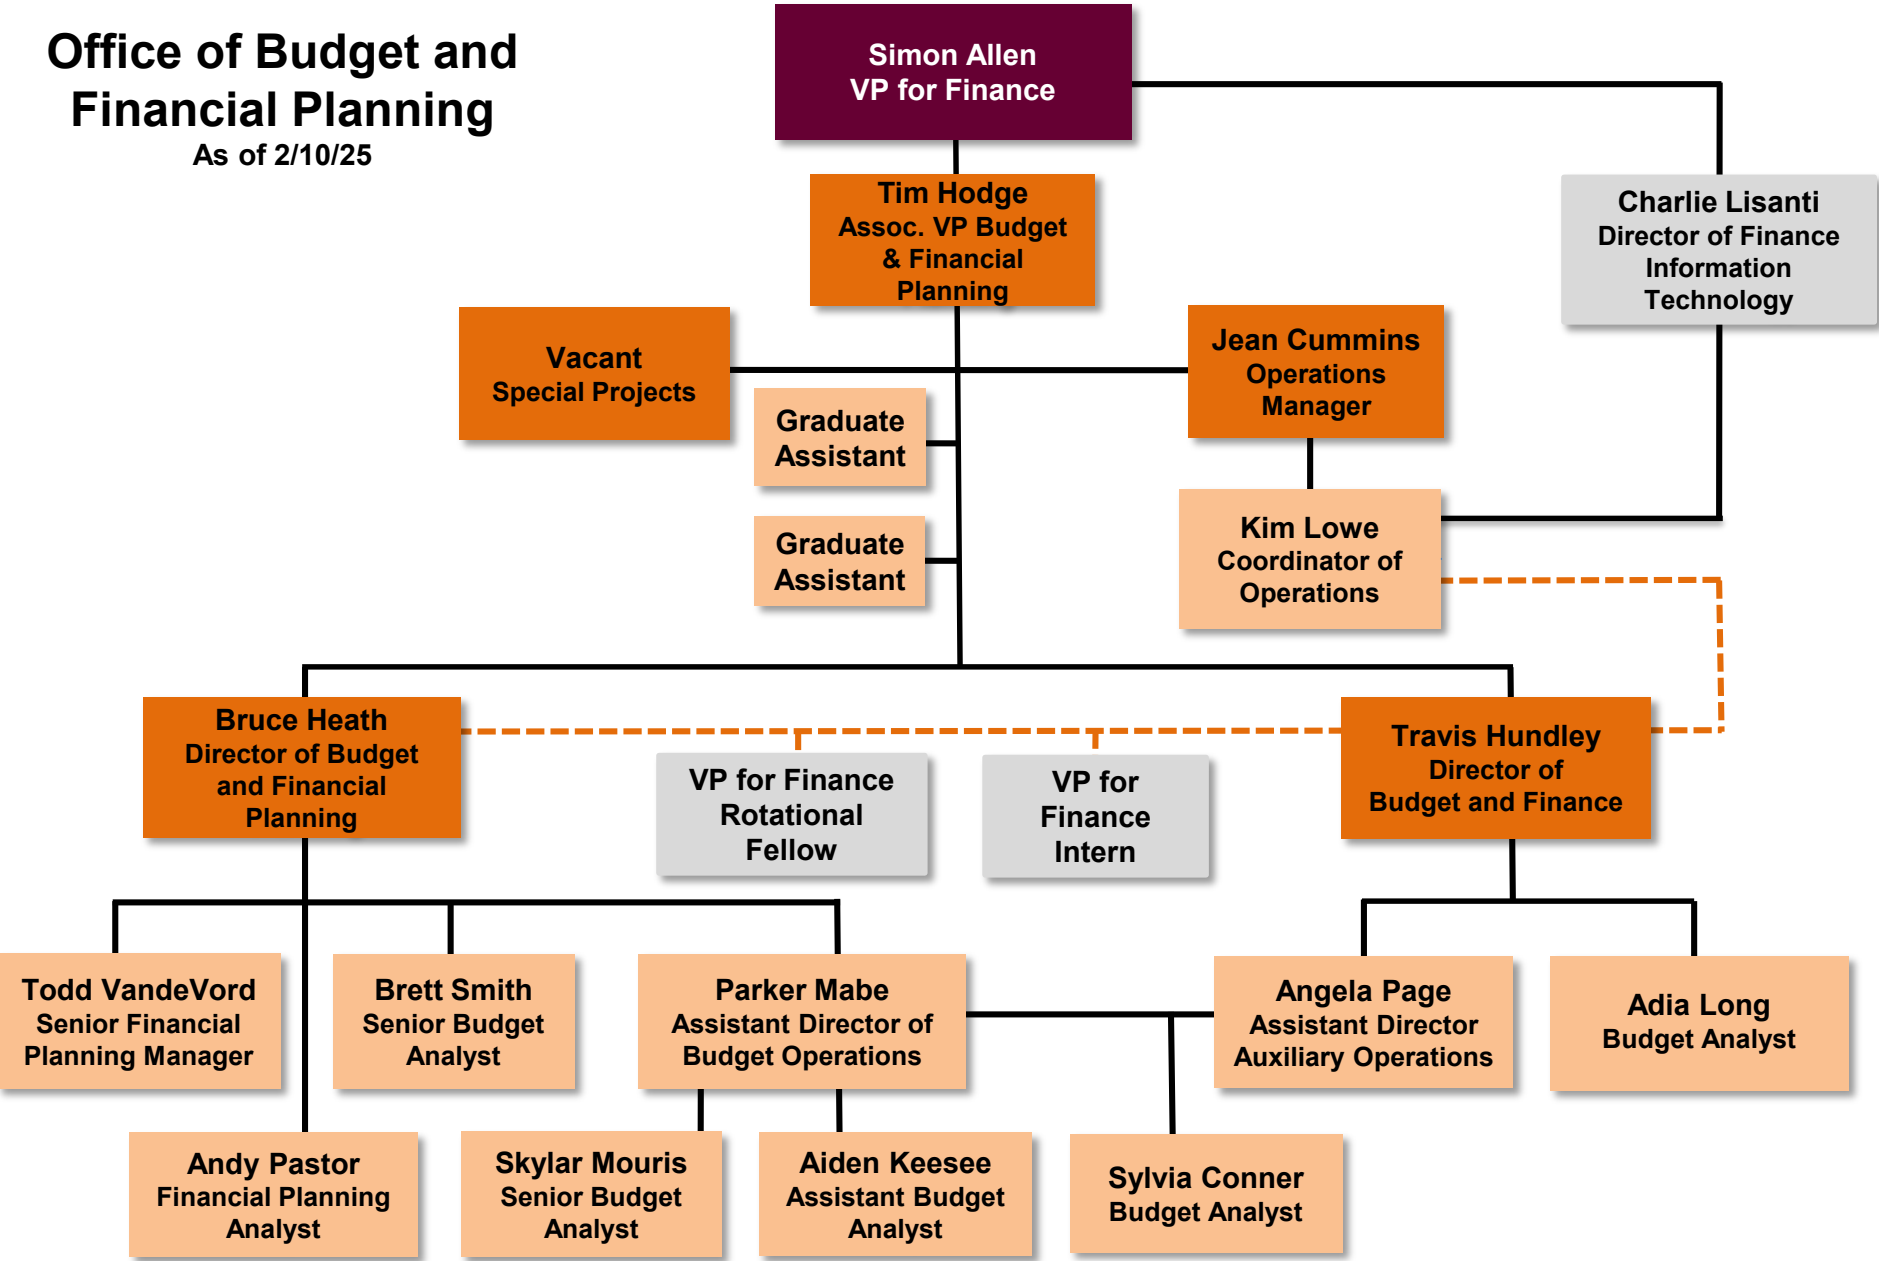 Office of Budget and
Financial Planning
As of 2/10/25
Simon Allen
VP for Finance
Tim Hodge
Assoc. VP Budget
& Financial
Planning
Charlie Lisanti
Director of Finance
Information
Technology
Vacant
Special Projects
Jean Cummins
Operations
Manager
Graduate
Assistant
Graduate
Assistant
Kim Lowe
Coordinator of
Operations
Bruce Heath
Director of Budget
and Financial
Planning
VP for Finance
Rotational
Fellow
VP for
Finance
Intern
Travis Hundley
Director of
Budget and Finance
Todd VandeVord
Senior Financial
Planning Manager
Brett Smith
Senior Budget
Analyst
Parker Mabe
Assistant Director of
Budget Operations
Angela Page
Assistant Director
Auxiliary Operations
Adia Long
Budget Analyst
Andy Pastor
Financial Planning
Analyst
Skylar Mouris
Senior Budget
Analyst
Aiden Keesee
Assistant Budget
Analyst
Sylvia Conner
Budget Analyst